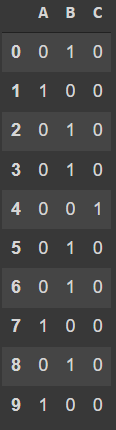 A B C
0 0 1 0
1 1 0 0
2 0 1 0
3 0 1 0
4 0 0 1
5 0 1 0
6 0 1 0
7 1 0 0
8 0 1 0
9 1 0 0